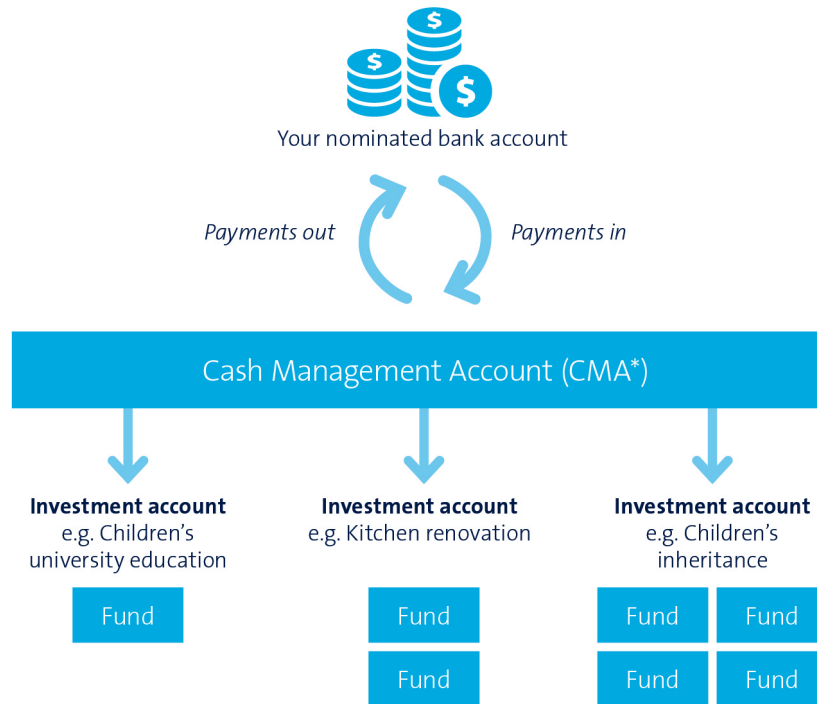 $
$
$
Your nominated bank account
Payments out
Payments in
Cash Management Account (CMA*)
Investment account
e.g. Children’s
university education
Investment account
e.g. Kitchen renovation
Investment account
e.g. Children’s
inheritance
Fund
Fund
Fund
Fund
Fund
Fund
Fund